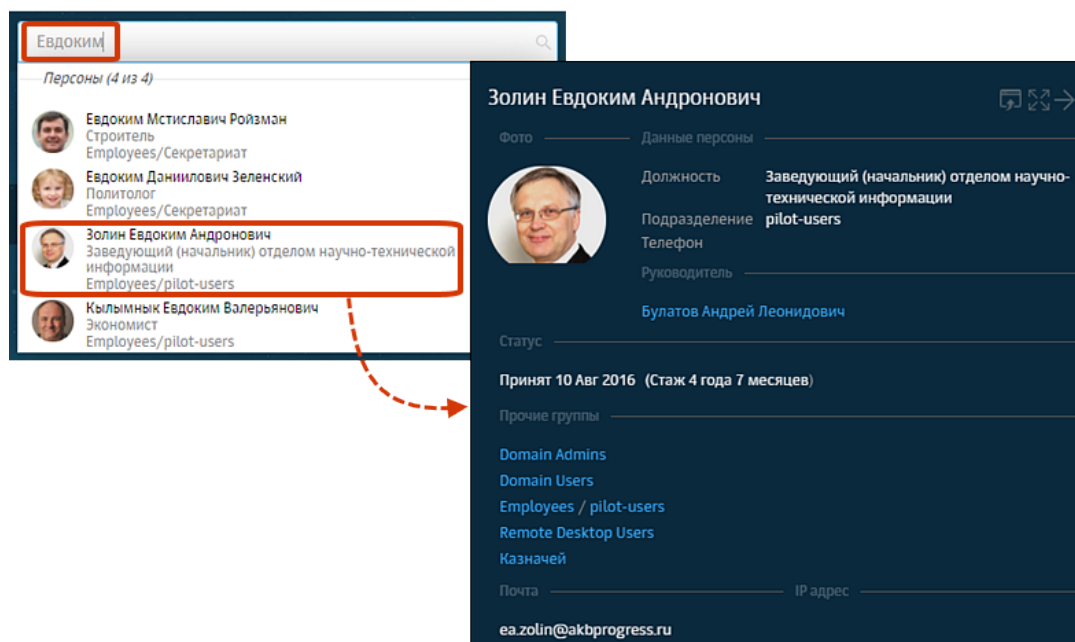 Евдоким
Персоны (4 из 4)
Евдоким Мстиславич Ройзман
Строитель
Employees/Секретариат
Евдоким Даниилович Зеленский
Политолог
Employees/Секретариат
Золин Евдоким Андронович
Заведующий (начальник) отделом научно-технической
информации
Employees/pilot-users
Кылымнык Евдоким Валерьянович
Экономист
Employees/pilot-users
Золин Евдоким Андронович
Фото
Данные персоны
Должность Заведующий (начальник) отделом научно-
технической информации
Подразделение pilot-users
Телефон
Руководитель
Булатов Андрей Леонидович
Статус
Принят 10 Авг 2016 (Стаж 4 года 7 месяцев)
Прочие группы
Domain Admins
Domain Users
Employees / pilot-users
Remote Desktop Users
Казначей
Почта
IP адрес
ea.zolin@akbprogress.ru